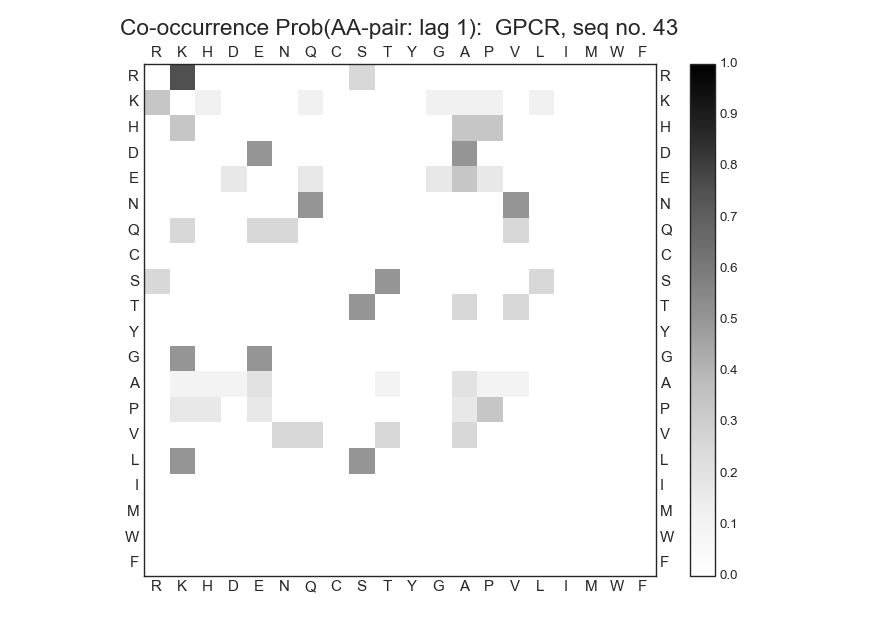 Co-occurrence Prob(AA-pair: lag 1):  GPCR, seq no. 43
R K H D E N Q C S T Y G A P V L I M W F
R R 1.0
K K 0.9
H H
D D 0.8
E E
N N 0.7
Q Q
C C 0.6
S S
T T 0.5
Y Y
G G 0.4
A A
P P 0.3
V V
L L 0.2
I I
M M 0.1
W W
F F 0.0
R K H D E N Q C S T Y G A P V L I M W F